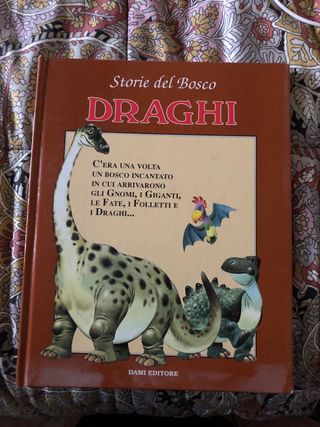 Storie del Bosco
DRAGHI
C'ERA UNA VOLTA
UN BOSCO INCANTATO
IN CUI ARRIVARONO
GLI GNOMI, I GIGANTI,
LE FATE, I FOLLETTI E
I DRAGHI...
DAMI EDITORE